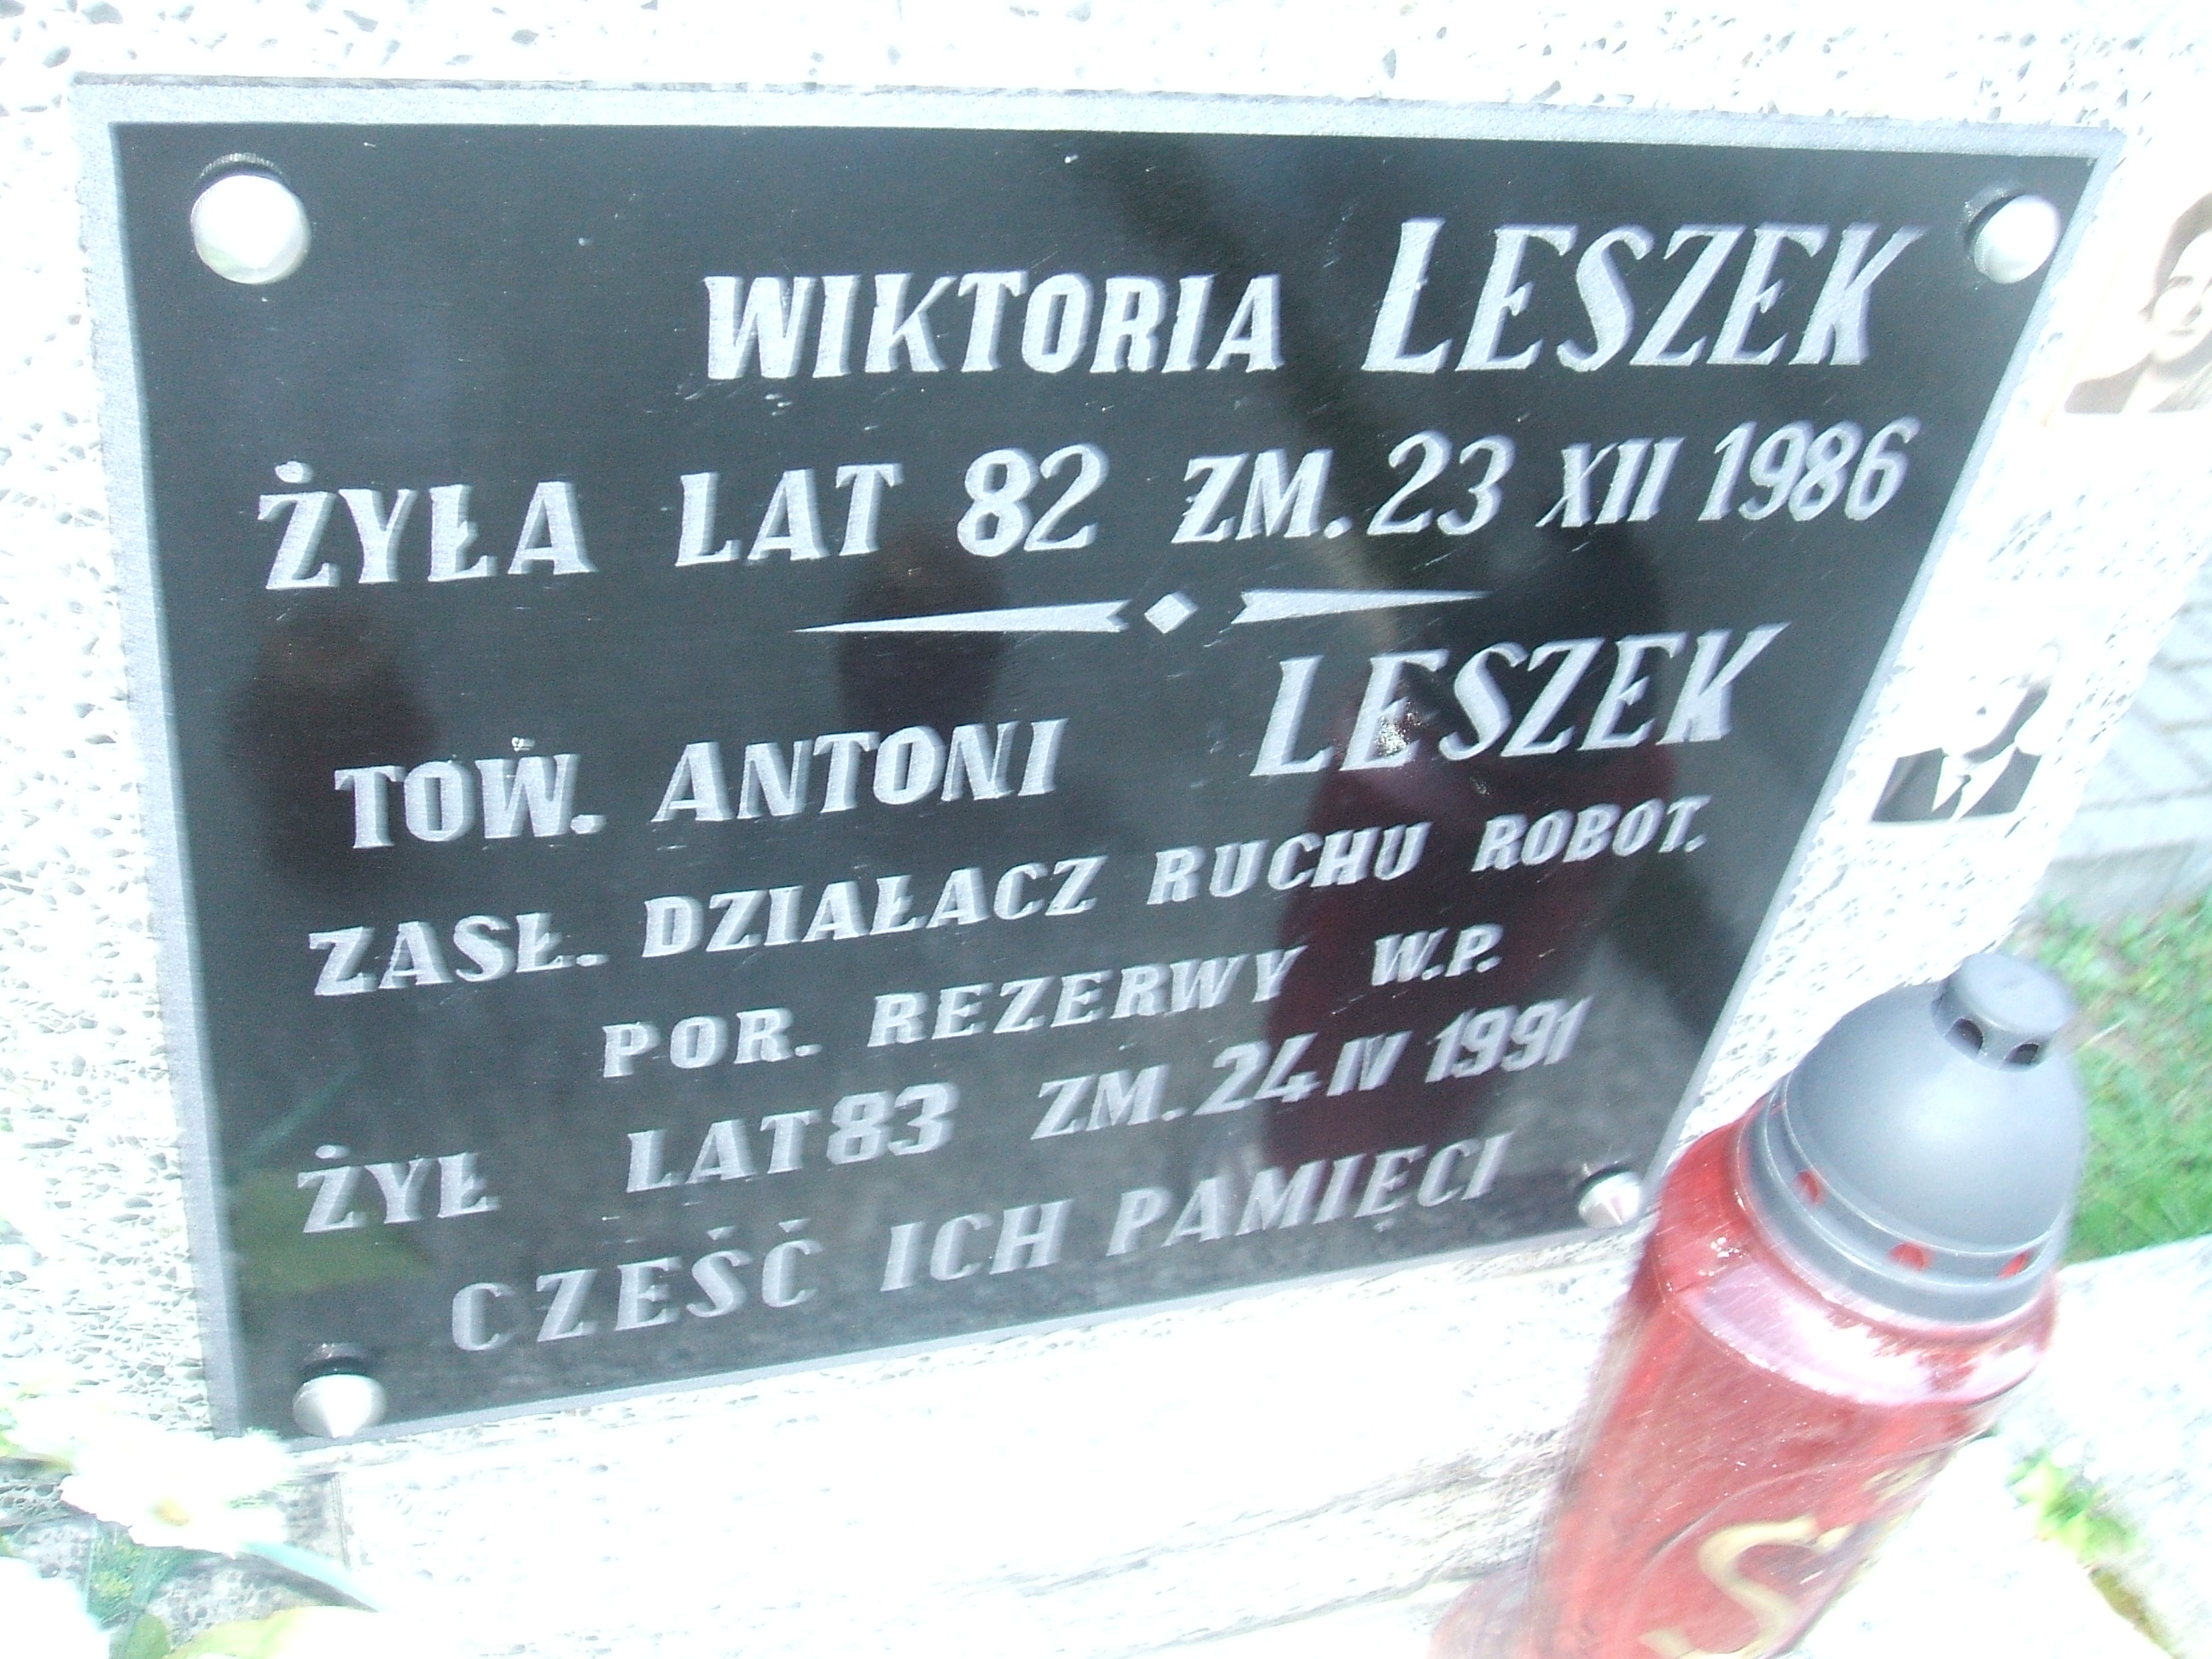 WIKTORIA LESZEK
ŻYŁA LAT 82 ZM. 23 XII 1986
TOW. ANTONI LESZEK
ZASŁ. DZIAŁACZ RUCHU ROBOT.
POR. REZERWY W.P.
ŻYŁ LAT 83 ZM. 24 IV 1991
CZEŚĆ ICH PAMIĘCI